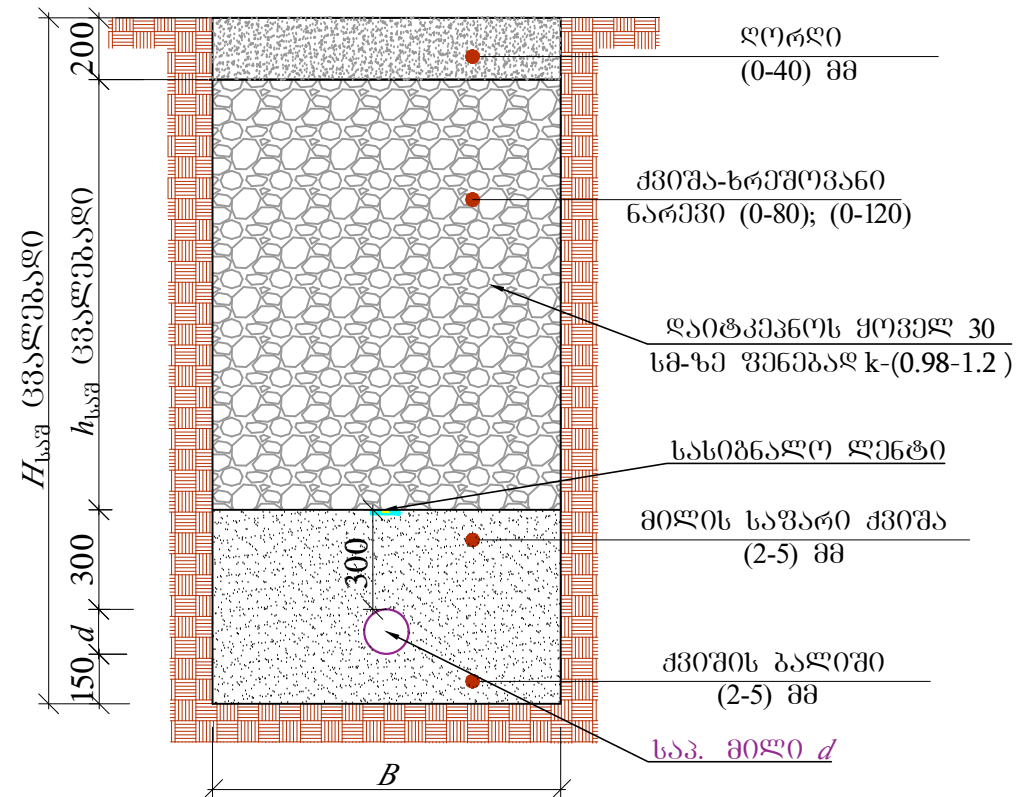 200
ღორღი
(0-40) მმ
ქვიშა-ხრეშოვანი
ნარევი (0-80); (0-120)
დაიტკეპნოს ყოველ 30
სმ-ზე ფენებად k-(0.98-1.2 )
სასიგნალო ლენტი
მილის საფარი ქვიშა
(2-5) მმ
ქვიშის ბალიში
(2-5) მმ
საპ. მილი d
Hსაშ ცვალებადი
hსაშ ცვალებადი
300
300
d
150
B